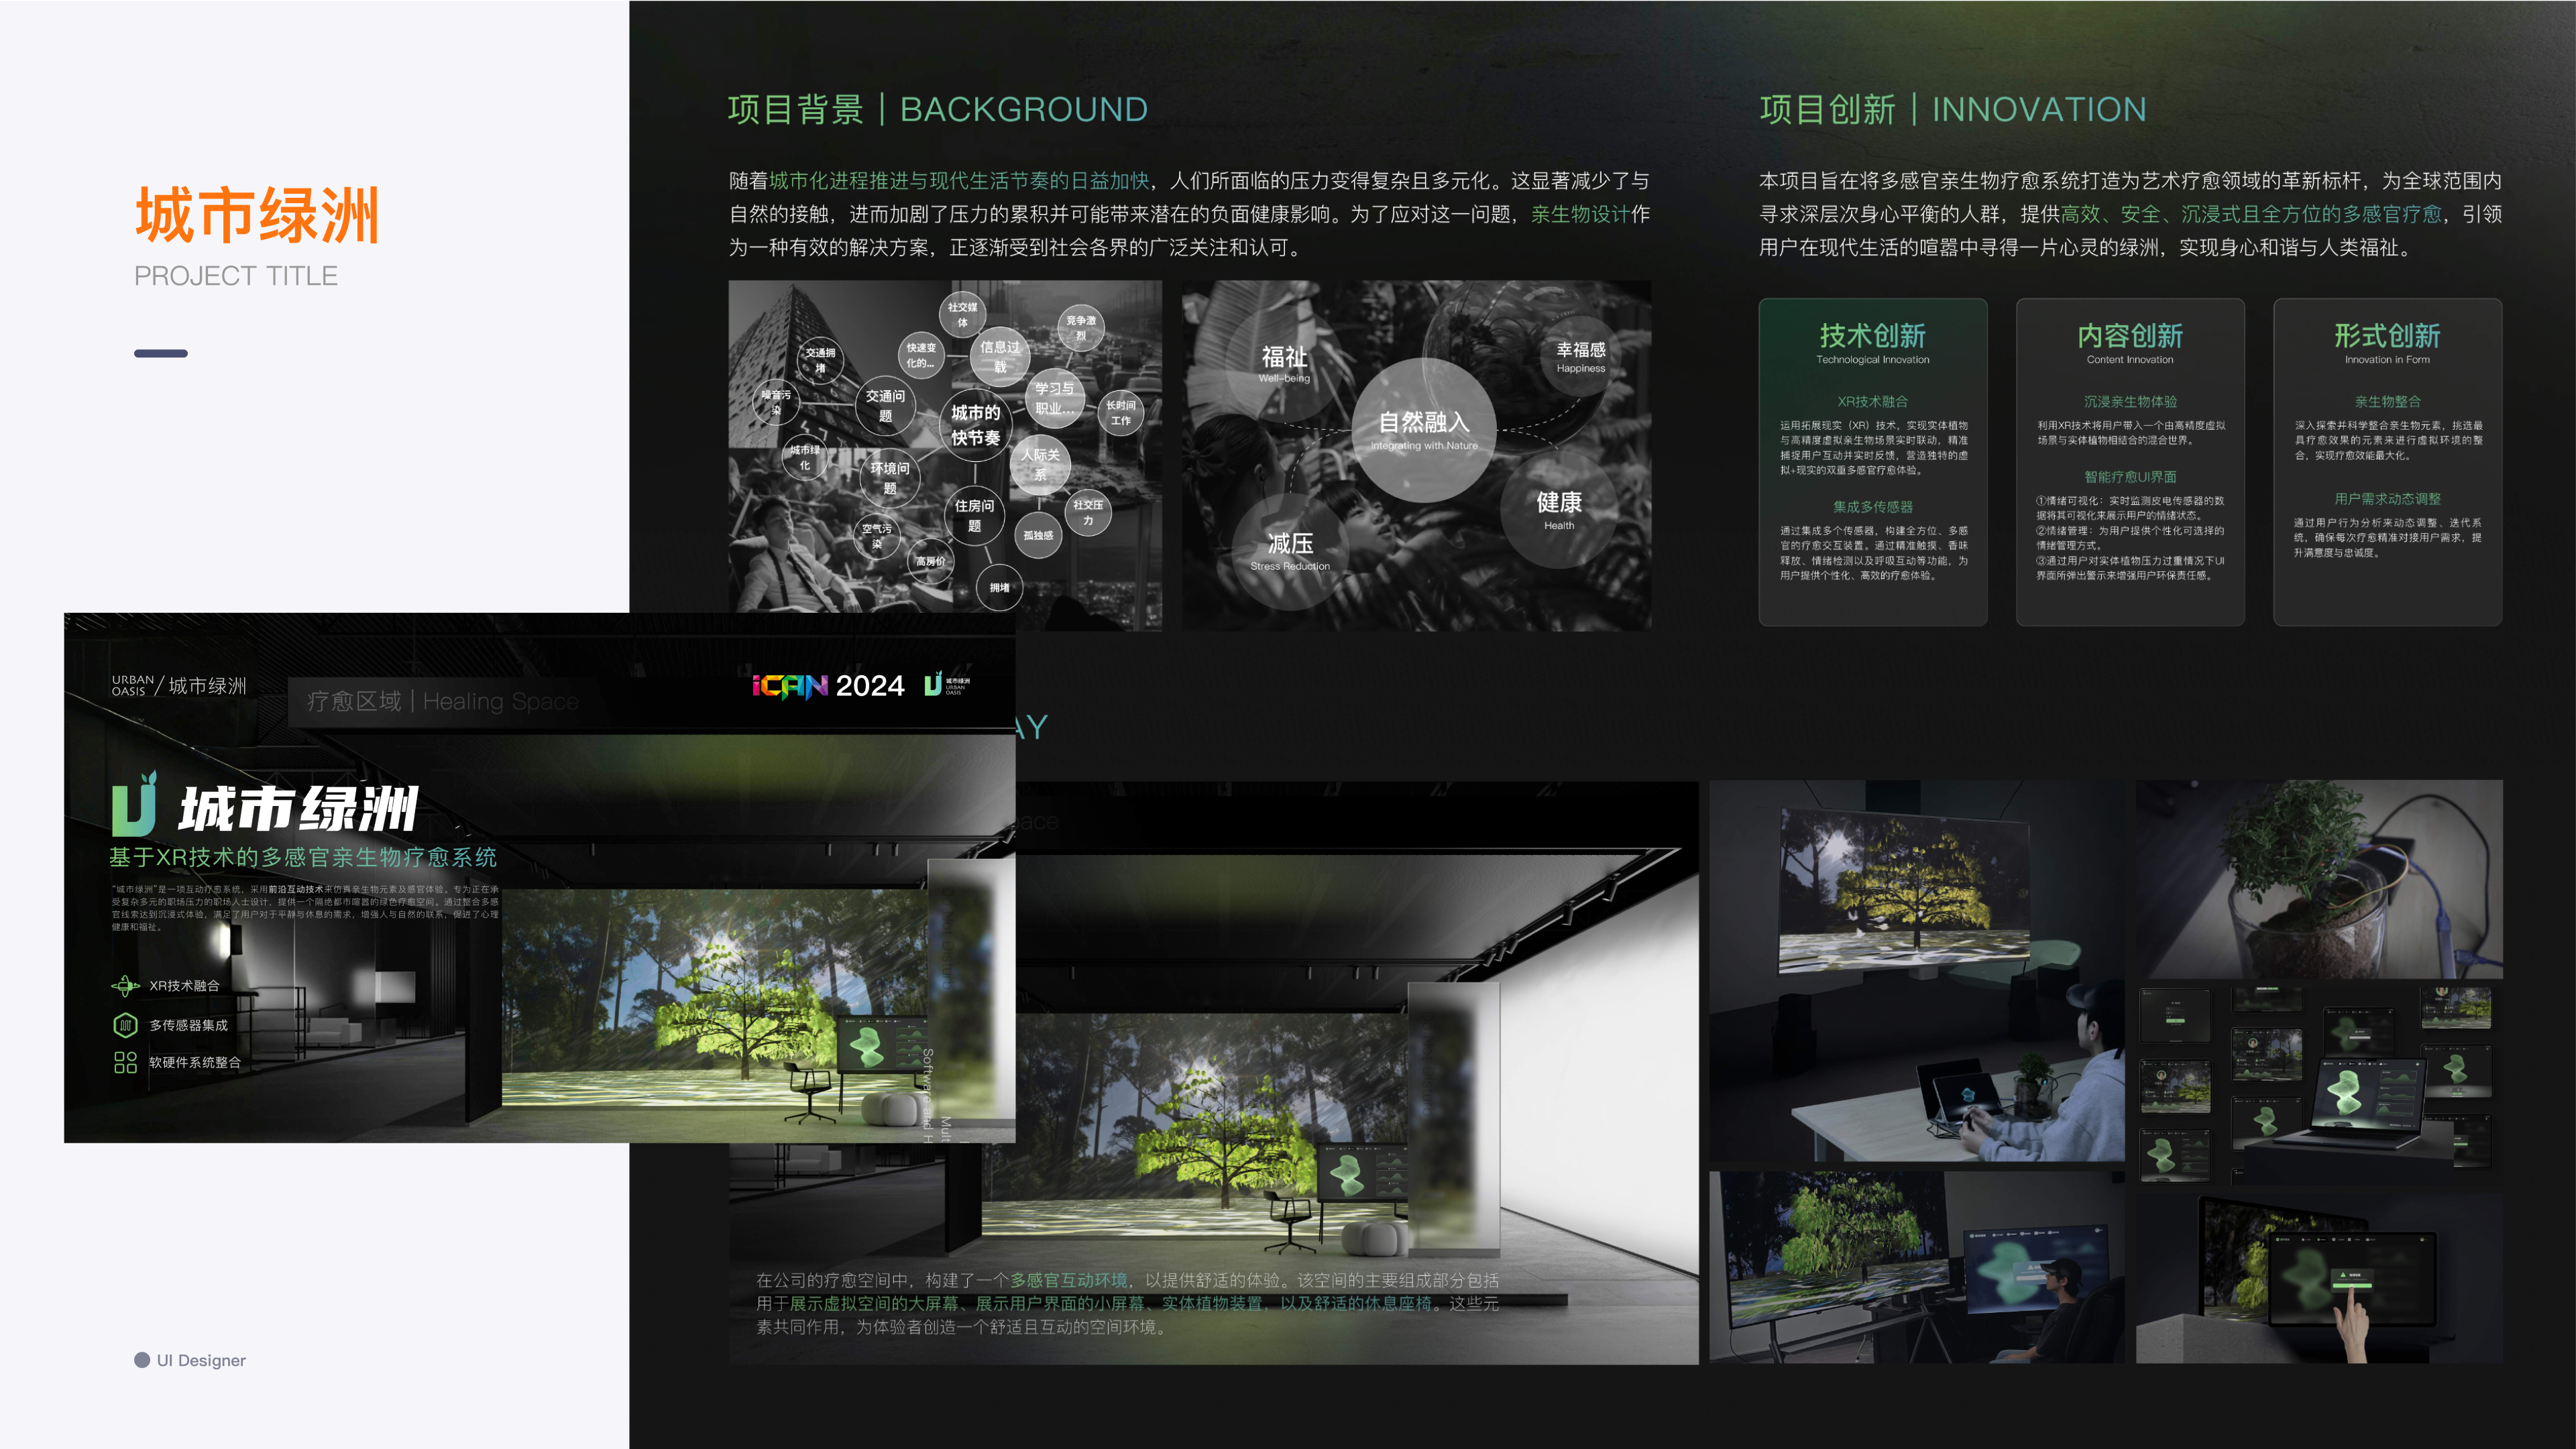 城市绿洲
PROJECT TITLE
UI Designer
项目背景｜BACKGROUND
随着城市化进程推进与现代生活节奏的日益加快，人们所面临的压力变得复杂且多元化。这显著减少了与
自然的接触，进而加剧了压力的累积并可能带来潜在的负面健康影响。为了应对这一问题，亲生物设计作
为一种有效的解决方案，正逐渐受到社会各界的广泛关注和认可。
社交媒
体
竞争激
烈
快速变
化的...
信息过
载
交通拥
堵
噪音污
染
交通问
题
城市的
快节奏
学习与
职业...
长时间
工作
城市绿
化
环境问
题
人际关
系
住房问
题
社交压
力
空气污
染
孤独感
高房价
拥堵
福祉
Well-being
幸福感
Happiness
自然融入
Integrating with Nature
健康
Health
减压
Stress Reduction
项目创新｜INNOVATION
本项目旨在将多感官亲生物疗愈系统打造为艺术疗愈领域的革新标杆，为全球范围内
寻求深层次身心平衡的人群，提供高效、安全、沉浸式且全方位的多感官疗愈，引领
用户在现代生活的喧嚣中寻得一片心灵的绿洲，实现身心和谐与人类福祉。
技术创新
Technological Innovation
XR技术融合
运用拓展现实（XR）技术，实现实体植物
与高精度虚拟亲生物场景实时联动，精准
捕捉用户互动并实时反馈，营造独特的虚
拟+现实的双重多感官疗愈体验。
集成多传感器
通过集成多个传感器，构建全方位、多感
官的疗愈交互装置。通过精准触摸、香味
释放、情绪检测以及呼吸互动等功能，为
用户提供个性化、高效的疗愈体验。
内容创新
Content Innovation
沉浸亲生物体验
利用XR技术将用户带入一个由高精度虚拟
场景与实体植物相结合的混合世界。
智能疗愈UI界面
①情绪可视化：实时监测皮电传感器的数
据将其可视化来展示用户的情绪状态。
②情绪管理：为用户提供个性化可选择的
情绪管理方式。
③通过用户对实体植物压力过重情况下UI
界面所弹出警示来增强用户环保责任感。
形式创新
Innovation in Form
亲生物整合
深入探索并科学整合亲生物元素，挑选最
具疗愈效果的元素来进行虚拟环境的整
合，实现疗愈效能最大化。
用户需求动态调整
通过用户行为分析来动态调整、迭代系
统，确保每次疗愈精准对接用户需求，提
升满意度与忠诚度。
URBAN
OASIS / 城市绿洲
疗愈区域｜Healing Space
iCAN 2024
城市绿洲
URBAN
OASIS
城市绿洲
基于XR技术的多感官亲生物疗愈系统
“城市绿洲”是一项互动疗愈系统，采用前沿互动技术来仿真亲生物元素及感官体验。专为正在承
受复杂多元的职场压力的职场人士设计，提供一个隔绝都市喧嚣的绿色疗愈空间。通过整合多感
官线索达到沉浸式体验，满足了用户对于平静与休息的需求，增强人与自然的联系，促进了心理
健康和福祉。
XR技术融合
多传感器集成
软硬件系统整合
Software and H
Mult
AY
ace
在公司的疗愈空间中，构建了一个多感官互动环境，以提供舒适的体验。该空间的主要组成部分包括
用于展示虚拟空间的大屏幕、展示用户界面的小屏幕、实体植物装置，以及舒适的休息座椅。这些元
素共同作用，为体验者创造一个舒适且互动的空间环境。